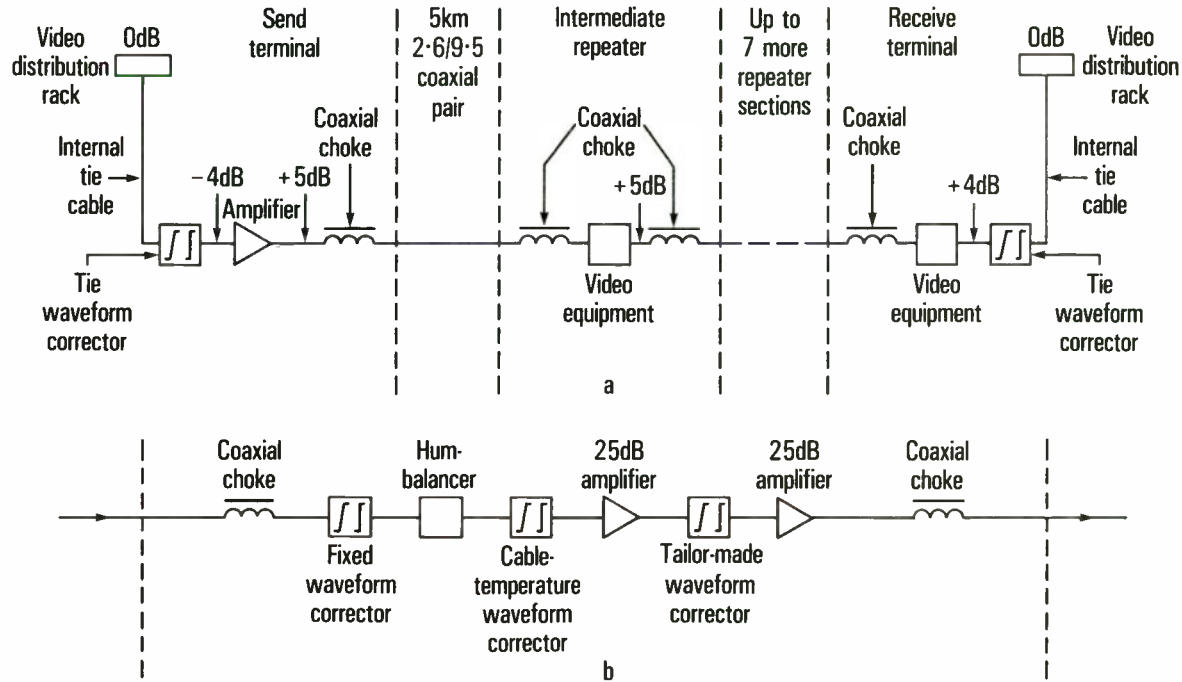 Video
distribution
rack
0dB
Send
terminal
5km
2·6/9·5
coaxial
pair
Intermediate
repeater
Up to
7 more
repeater
sections
Receive
terminal
0dB
Video
distribution
rack
Internal
tie
cable
−4dB
+5dB
Amplifier
Coaxial
choke
Coaxial
choke
+5dB
Coaxial
choke
+4dB
Internal
tie
cable
Tie
waveform
corrector
Video
equipment
Video
equipment
Tie
waveform
corrector
a
Coaxial
choke
Hum-
balancer
25dB
amplifier
25dB
amplifier
Coaxial
choke
Fixed
waveform
corrector
Cable-
temperature
waveform
corrector
Tailor-made
waveform
corrector
b